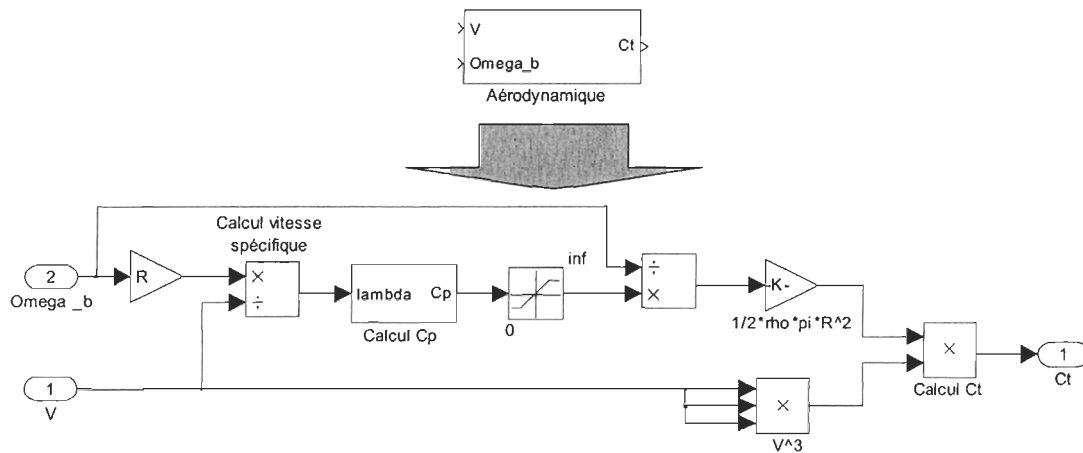 V
Ct
Omega_b
Aérodynamique
Calcul vitesse
spécifique
inf
2
R
×
÷
÷
×
lambda
Cp
-K-
Omega _b
Calcul Cp
0
1/2*rho *pi *R^2
×
1
Ct
1
V
×
Calcul Ct
V^3